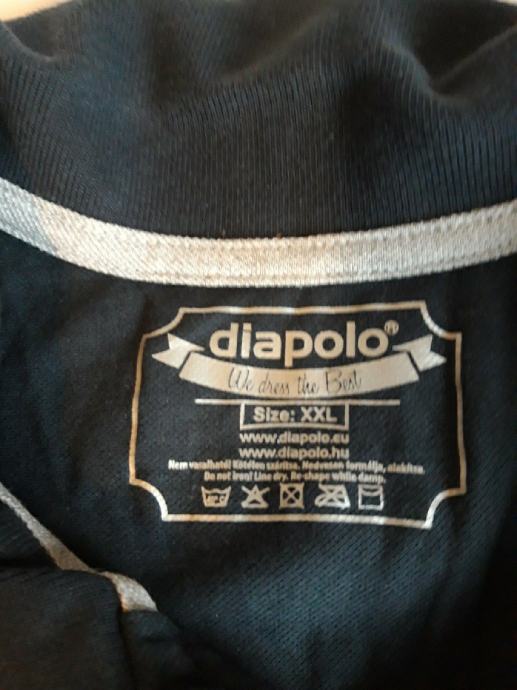 diapolo®
We dress the Best
Size: XXL
www.diapolo.eu
www.diapolo.hu
Nem vasalható! Kötélen szárítsa. Nedvesen formálja, alakítsa.
Do not iron! Line dry. Re-shape while damp.